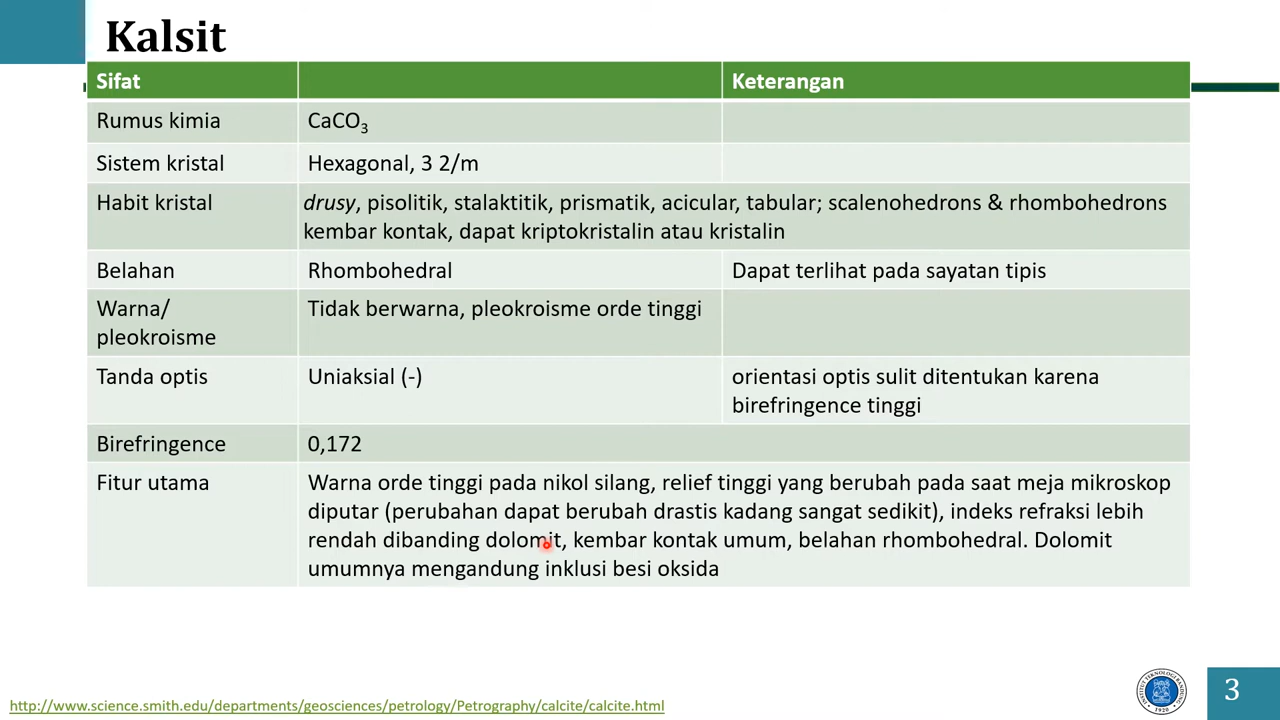 Kalsit
Sifat Keterangan
Rumus kimia CaCO₃
Sistem kristal Hexagonal, 3 2/m
Habit kristal drusy, pisolitik, stalaktitik, prismatik, acicular, tabular; scalenohedrons & rhombohedrons
kembar kontak, dapat kriptokristalin atau kristalin
Belahan Rhombohedral Dapat terlihat pada sayatan tipis
Warna/ Tidak berwarna, pleokroisme orde tinggi
pleokroisme
Tanda optis Uniaksial (-) orientasi optis sulit ditentukan karena
birefringence tinggi
Birefringence 0,172
Fitur utama Warna orde tinggi pada nikol silang, relief tinggi yang berubah pada saat meja mikroskop
diputar (perubahan dapat berubah drastis kadang sangat sedikit), indeks refraksi lebih
rendah dibanding dolomit, kembar kontak umum, belahan rhombohedral. Dolomit
umumnya mengandung inklusi besi oksida
http://www.science.smith.edu/departments/geosciences/petrology/Petrography/calcite/calcite.html
INSTITUT TEKNOLOGI BANDUNG
1920
3